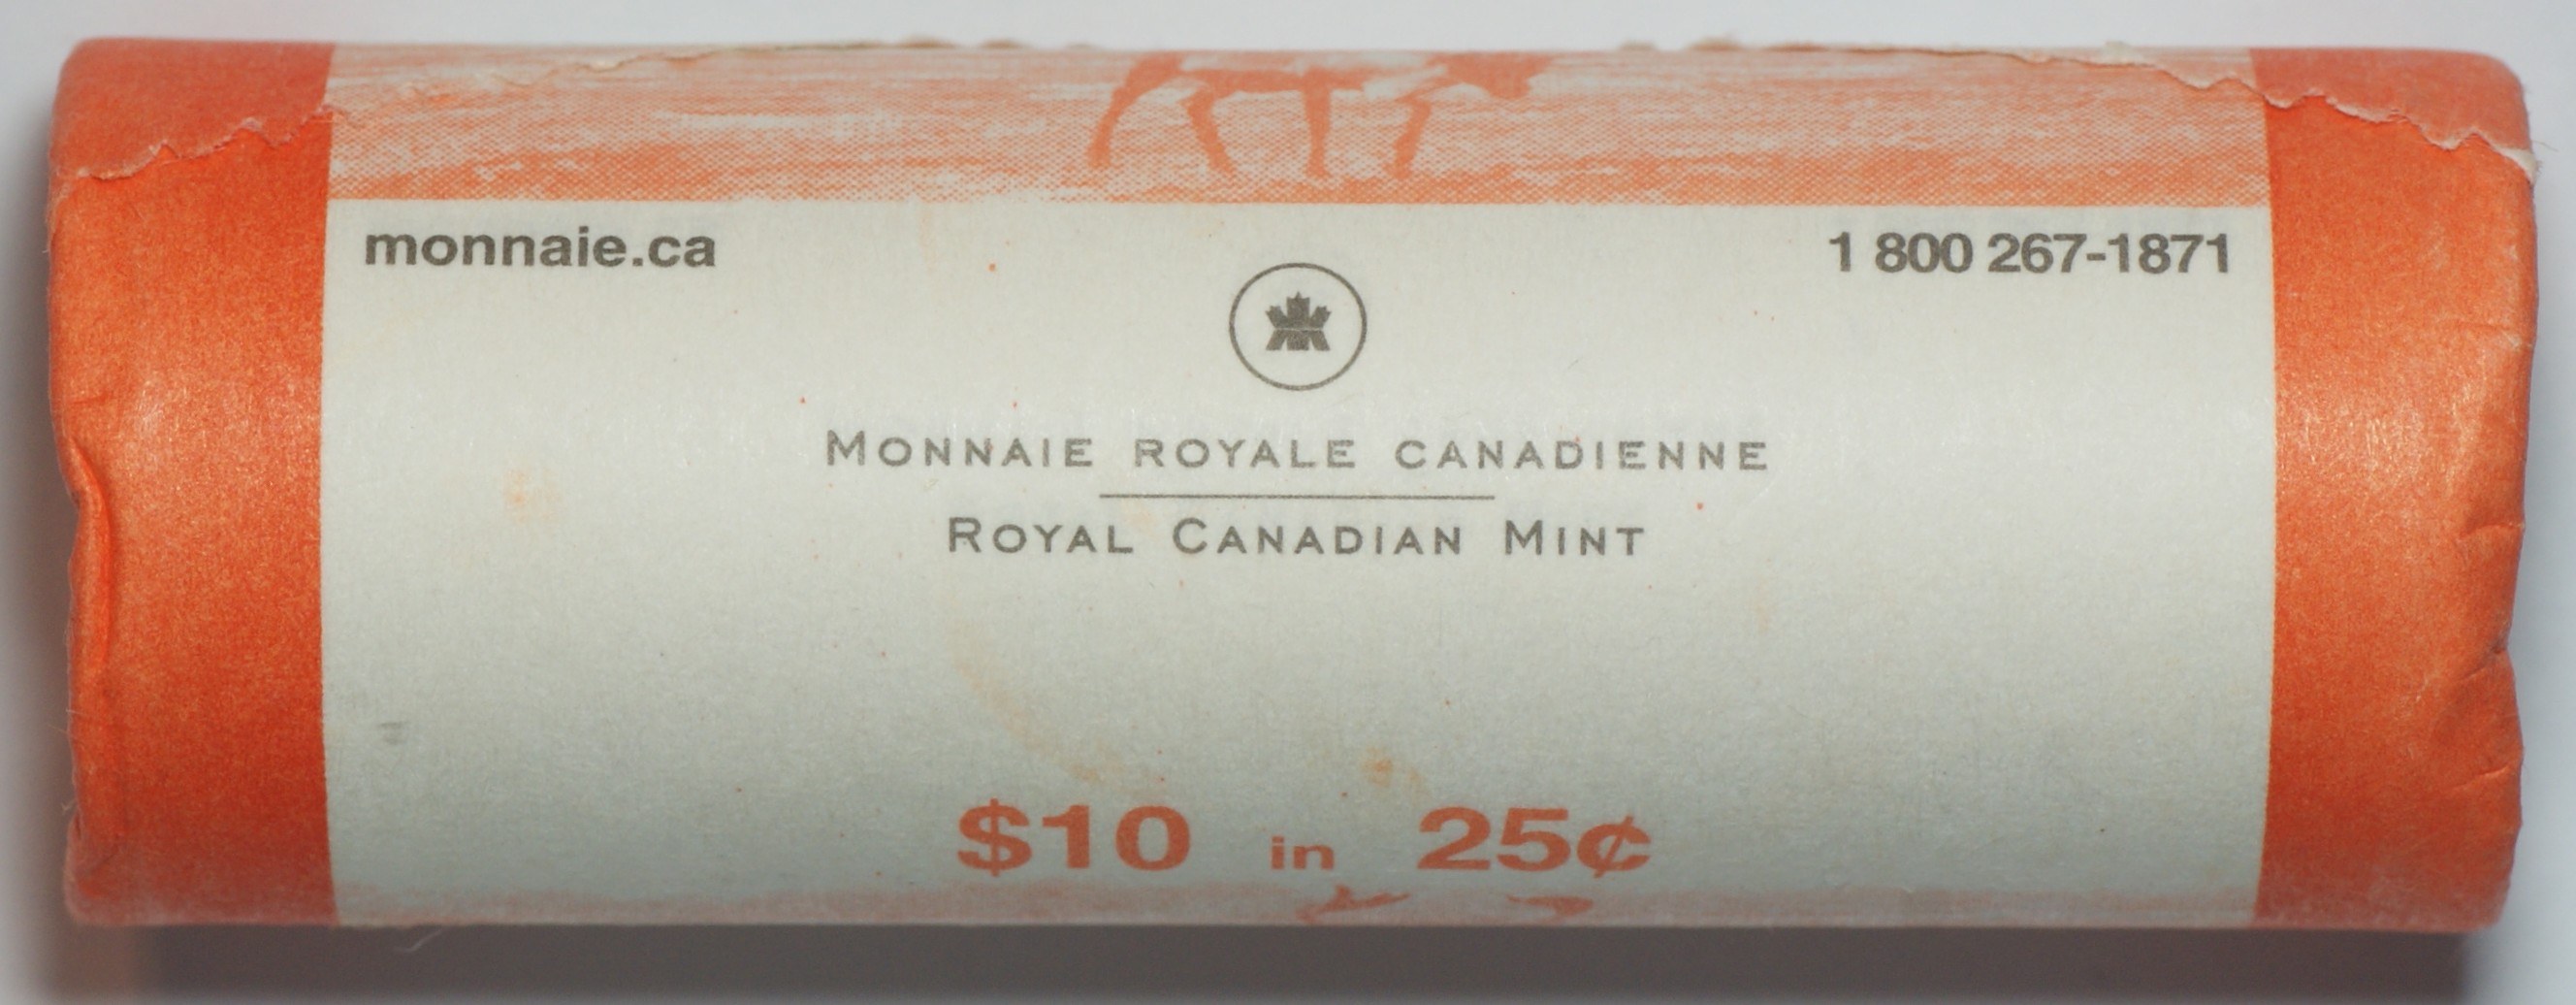 monnaie.ca
1 800 267-1871
MONNAIE ROYALE CANADIENNE
ROYAL CANADIAN MINT
$10 in 25¢